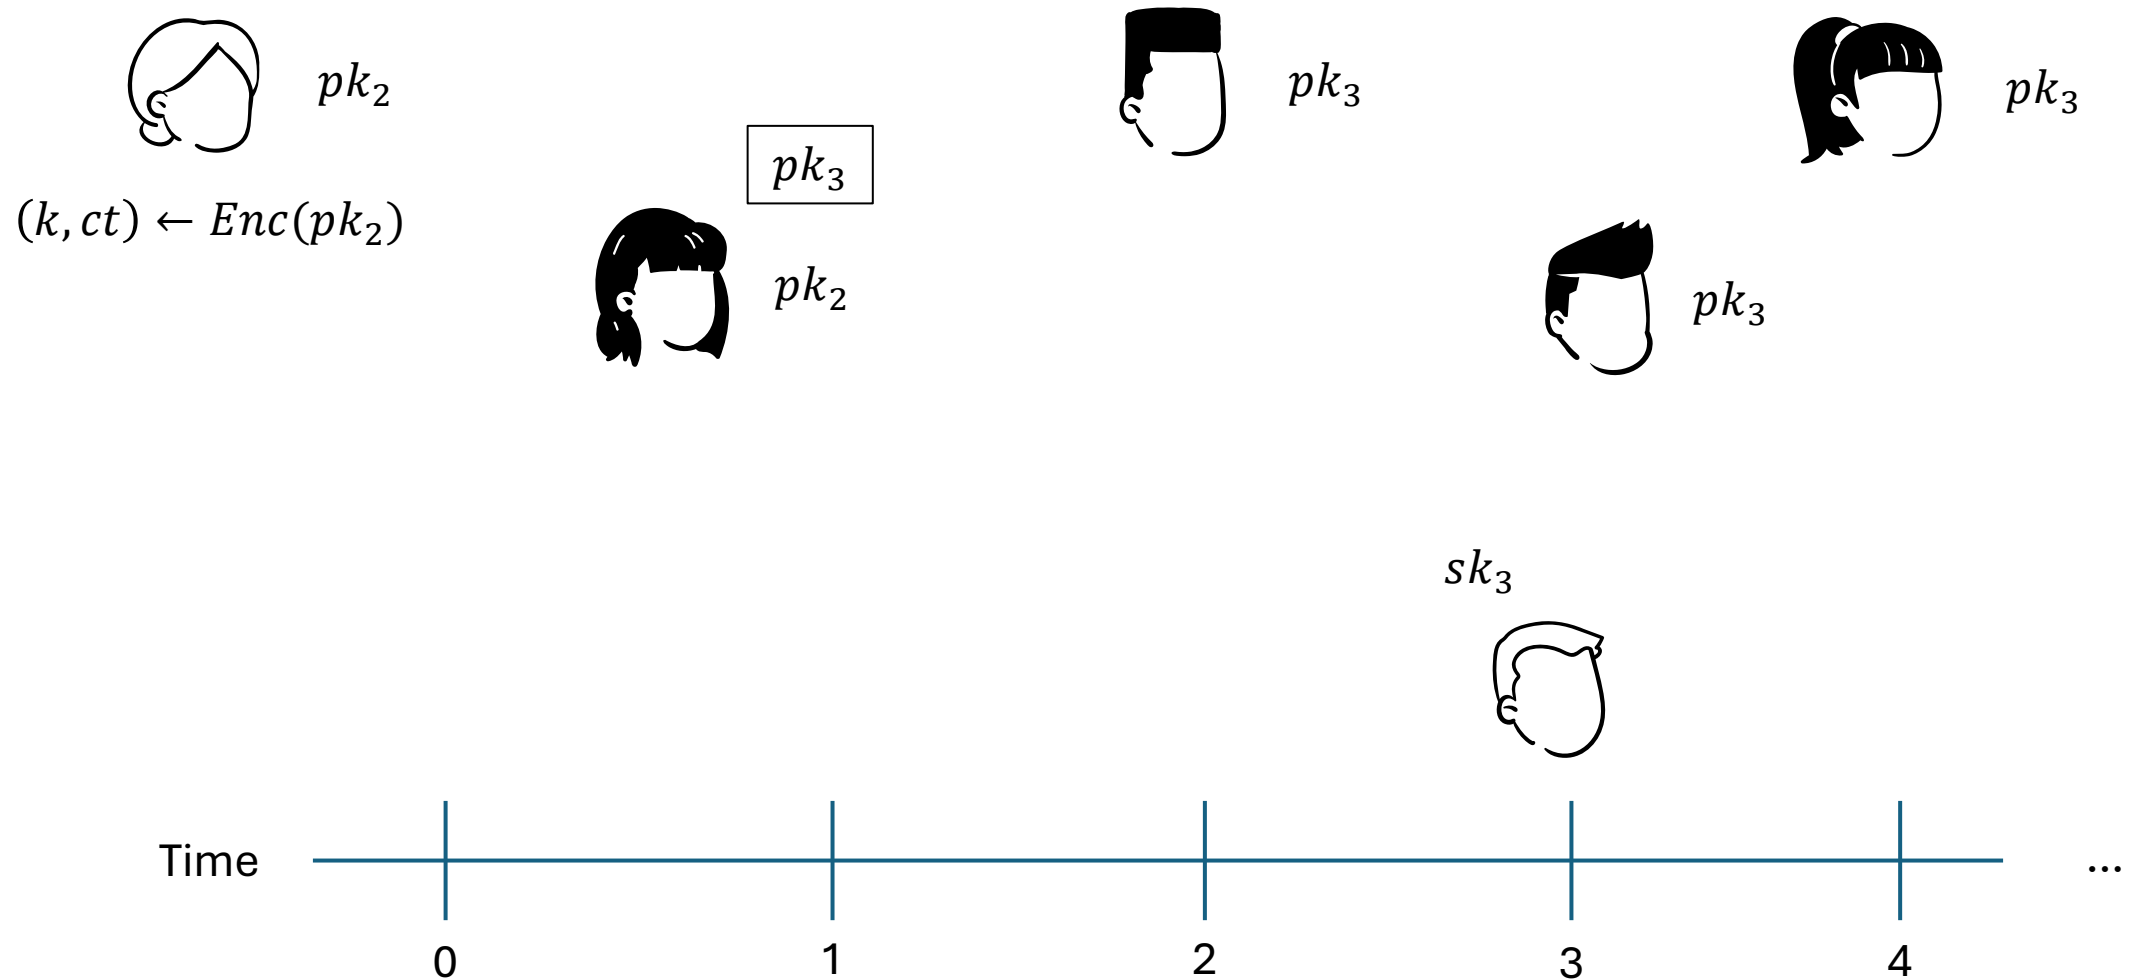 pk₂
pk₃
pk₃
pk₃
(k, ct) ← Enc(pk₂)
pk₂
pk₃
sk₃
Time
...
0 1 2 3 4